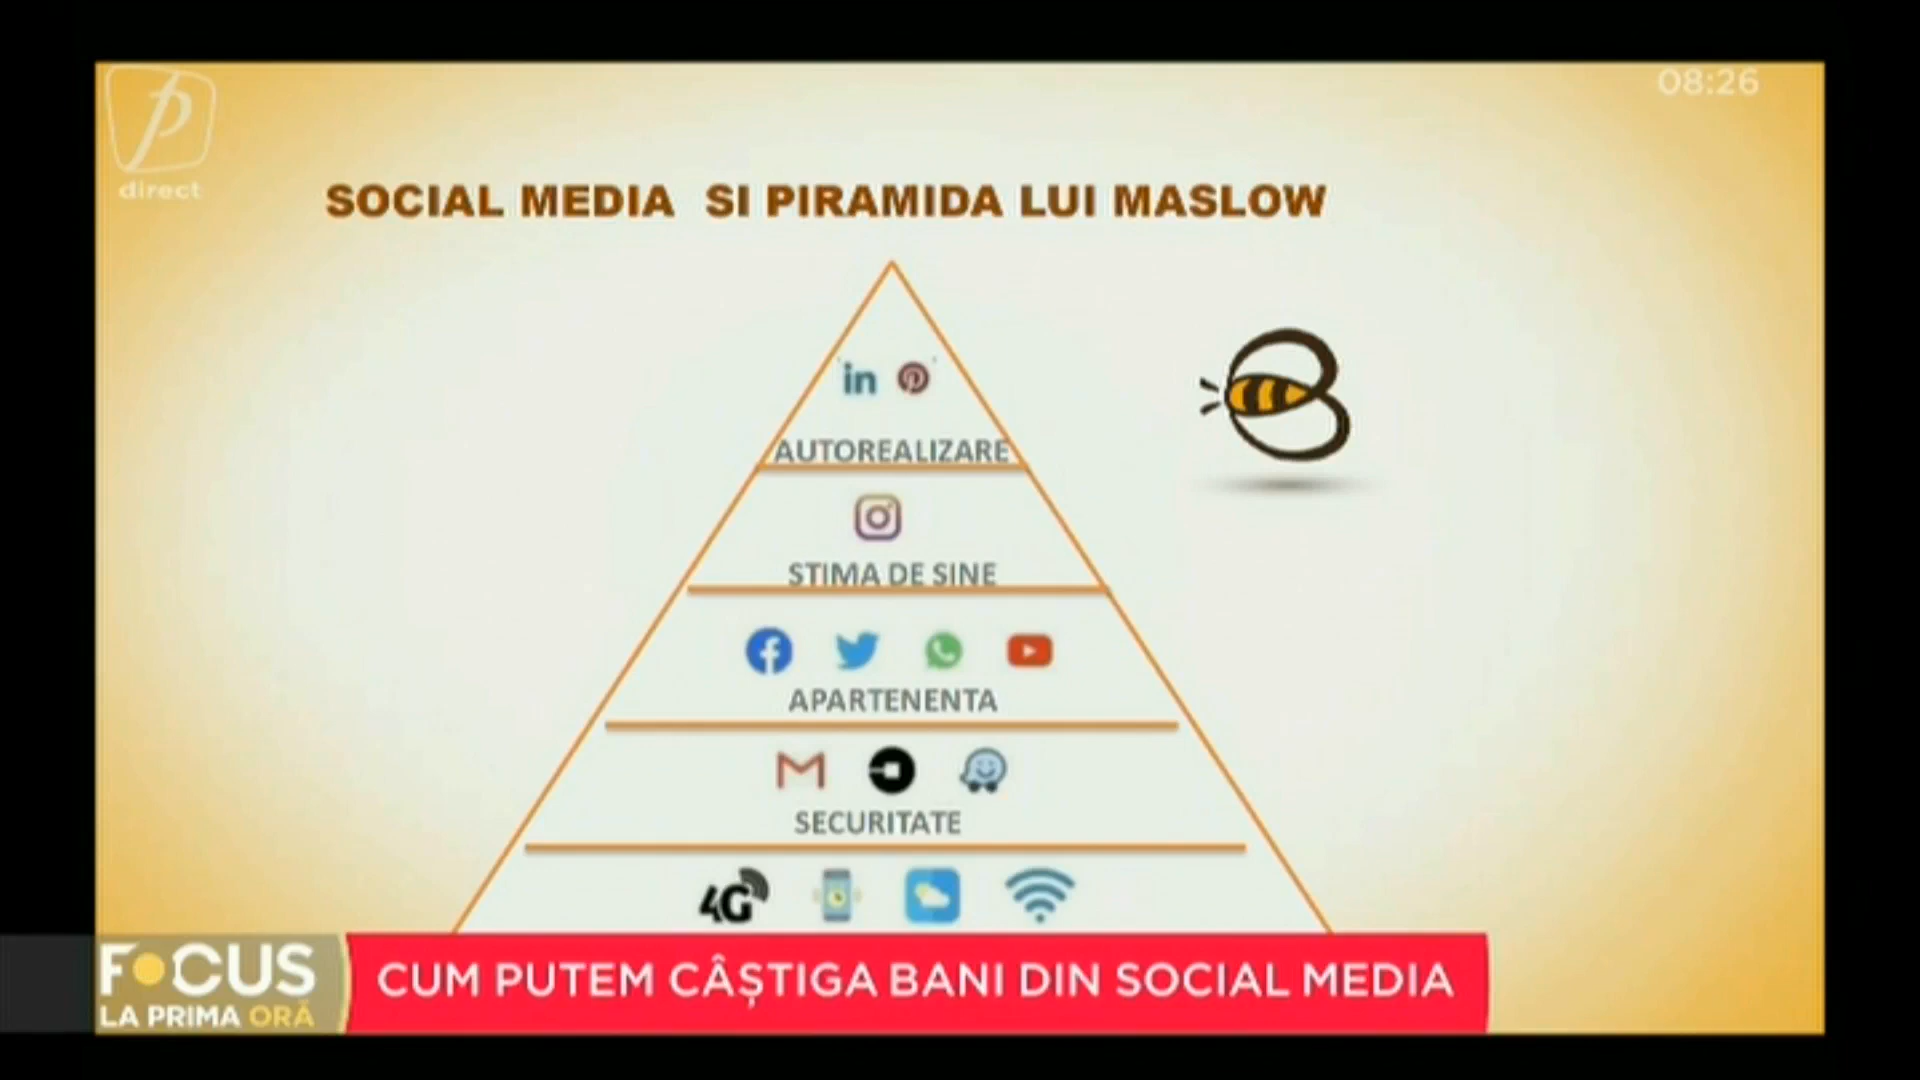 08:26
p
direct
SOCIAL MEDIA SI PIRAMIDA LUI MASLOW
in
AUTOREALIZARE
STIMA DE SINE
APARTENENTA
SECURITATE
4G
FOCUS
LA PRIMA ORĂ
CUM PUTEM CÂȘTIGA BANI DIN SOCIAL MEDIA